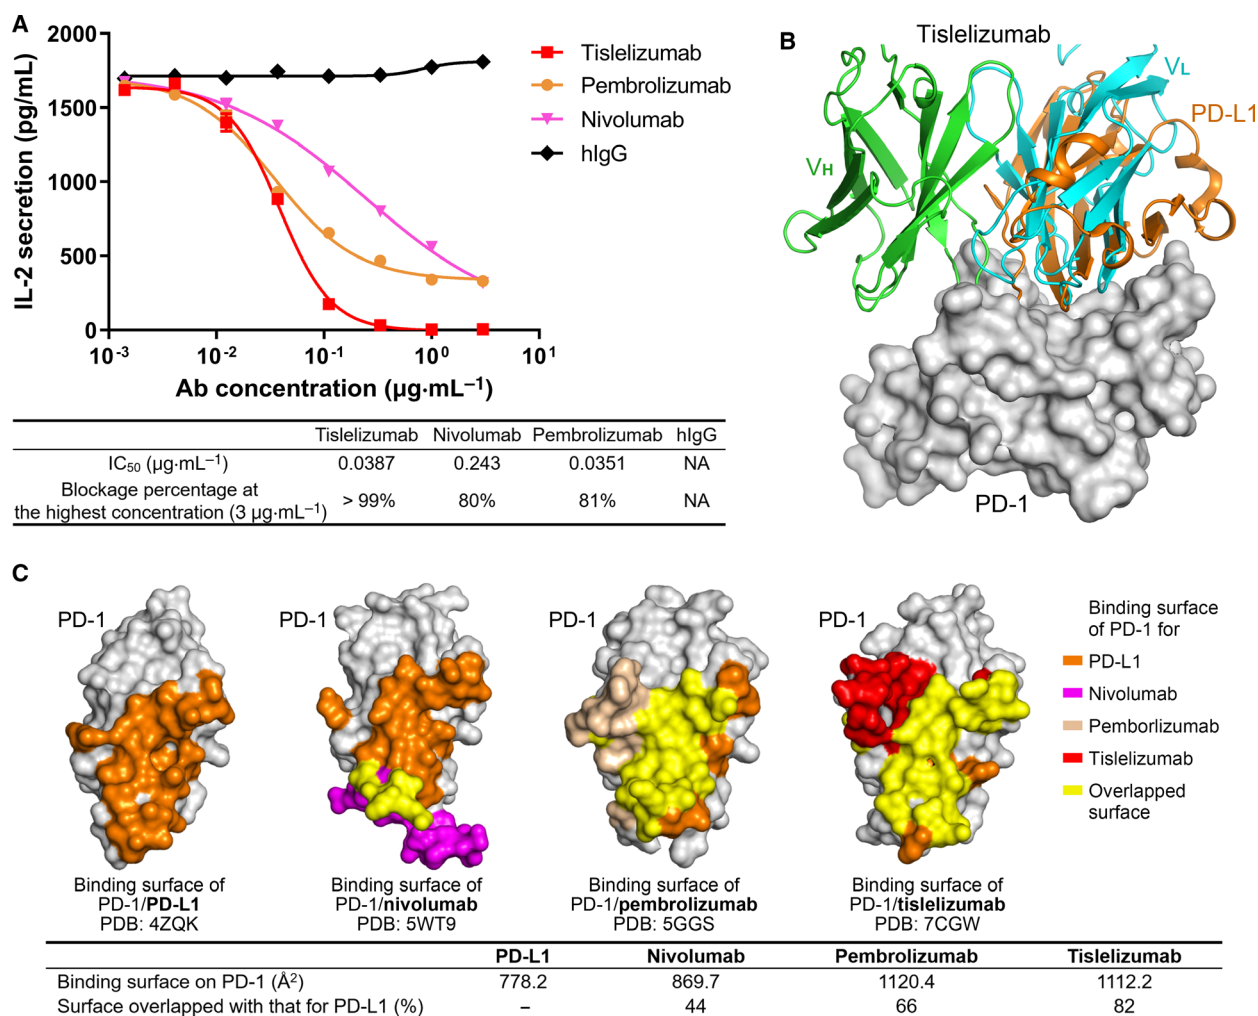 A
2000
1500
1000
500
0
IL-2 secretion (pg/mL)
10⁻³ 10⁻² 10⁻¹ 10⁰ 10¹
Ab concentration (µg·mL⁻¹)
Tislelizumab
Pembrolizumab
Nivolumab
hIgG
Tislelizumab Nivolumab Pembrolizumab hIgG
IC₅₀ (µg·mL⁻¹) 0.0387 0.243 0.0351 NA
Blockage percentage at
the highest concentration (3 µg·mL⁻¹) > 99% 80% 81% NA
B
Tislelizumab
VH
VL
PD-L1
PD-1
C
PD-1
PD-1
PD-1
PD-1
Binding surface of
PD-1/PD-L1
PDB: 4ZQK
Binding surface of
PD-1/nivolumab
PDB: 5WT9
Binding surface of
PD-1/pembrolizumab
PDB: 5GGS
Binding surface of
PD-1/tislelizumab
PDB: 7CGW
Binding surface
of PD-1 for
PD-L1
Nivolumab
Pemborlizumab
Tislelizumab
Overlapped
surface
PD-L1 Nivolumab Pembrolizumab Tislelizumab
Binding surface on PD-1 (Å²) 778.2 869.7 1120.4 1112.2
Surface overlapped with that for PD-L1 (%) – 44 66 82